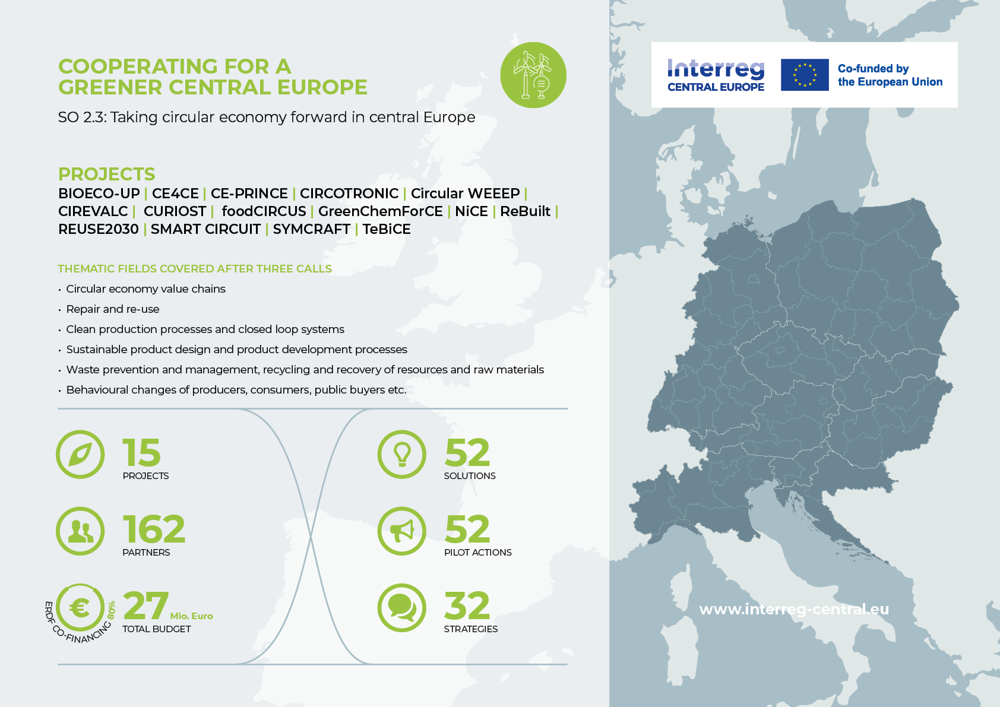 COOPERATING FOR A
GREENER CENTRAL EUROPE
SO 2.3: Taking circular economy forward in central Europe
PROJECTS
BIOECO-UP | CE4CE | CE-PRINCE | CIRCOTRONIC | Circular WEEEP |
CIREVALC | CURIOST | foodCIRCUS | GreenChemForCE | NiCE | ReBuilt |
REUSE2030 | SMART CIRCUIT | SYMCRAFT | TeBiCE
THEMATIC FIELDS COVERED AFTER THREE CALLS
• Circular economy value chains
• Repair and re-use
• Clean production processes and closed loop systems
• Sustainable product design and product development processes
• Waste prevention and management, recycling and recovery of resources and raw materials
• Behavioural changes of producers, consumers, public buyers etc.
15
PROJECTS
162
PARTNERS
€
ERDF CO-FINANCING 80%
27 Mio. Euro
TOTAL BUDGET
52
SOLUTIONS
52
PILOT ACTIONS
32
STRATEGIES
Interreg
CENTRAL EUROPE
Co-funded by
the European Union
www.interreg-central.eu